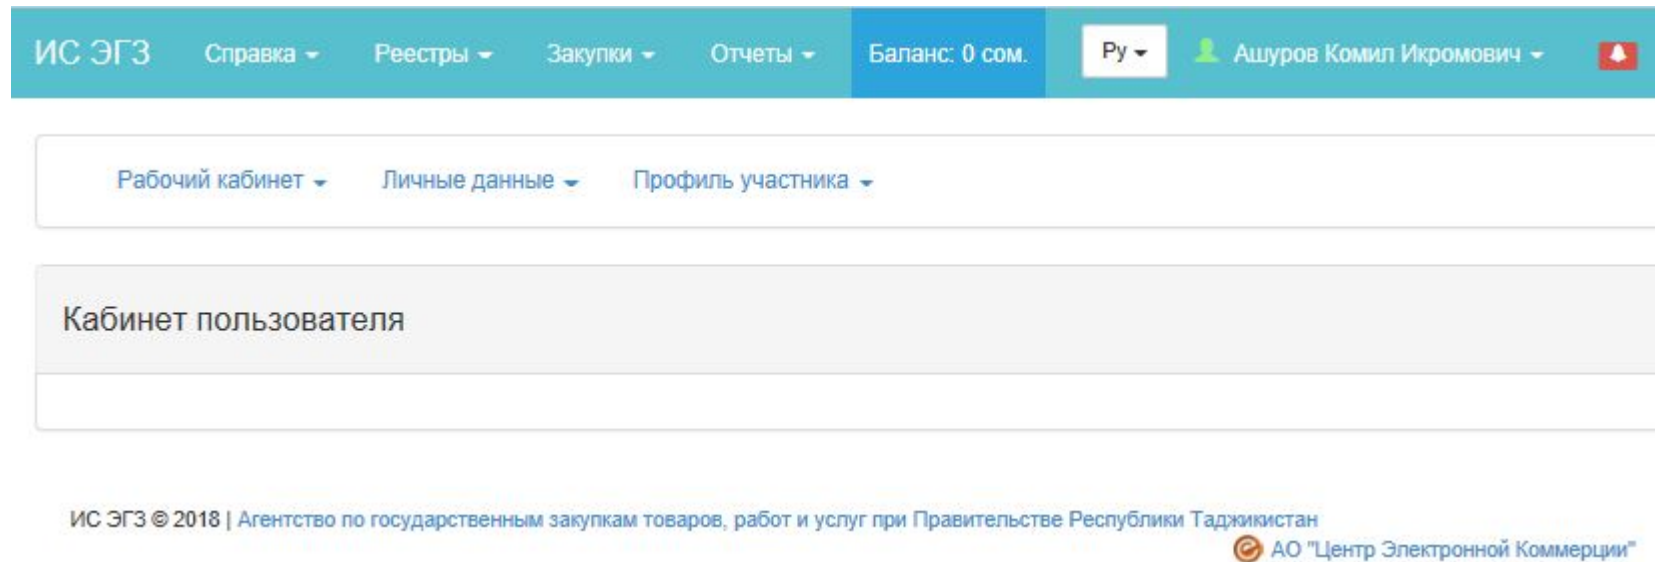 ИС ЭГЗ Справка Реестры Закупки Отчеты Баланс: 0 сом. Ру Ашуров Комил Икромович
Рабочий кабинет Личные данные Профиль участника
Кабинет пользователя
ИС ЭГЗ © 2018 | Агентство по государственным закупкам товаров, работ и услуг при Правительстве Республики Таджикистан
АО "Центр Электронной Коммерции"